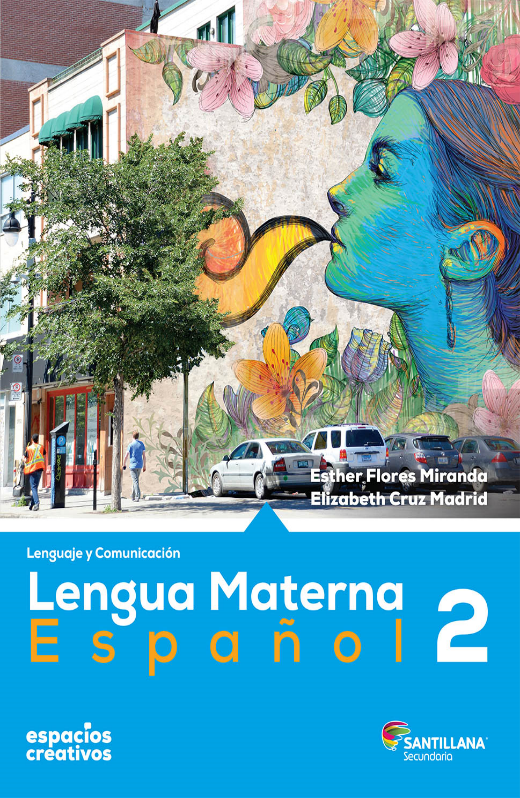 Esther Flores Miranda
Elizabeth Cruz Madrid
Lenguaje y Comunicación
Lengua Materna
Español 2
espacios
creativos
SANTILLANA
Secundaria